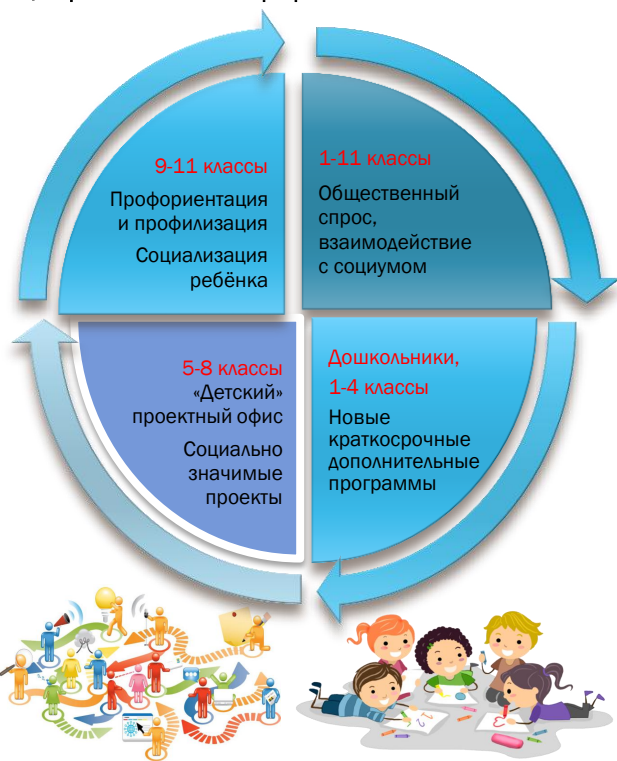 9-11 классы
Профориентация
и профилизация
Социализация
ребёнка
1-11 классы
Общественный
спрос,
взаимодействие
с социумом
5-8 классы
«Детский»
проектный офис
Социально
значимые
проекты
Дошкольники,
1-4 классы
Новые
краткосрочные
дополнительные
программы